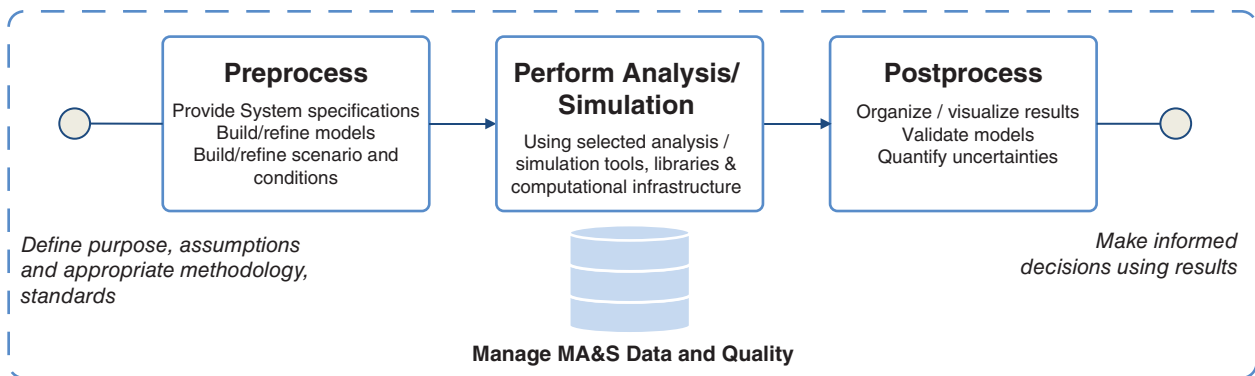 Preprocess
Provide System specifications
Build/refine models
Build/refine scenario and
conditions
Perform Analysis/
Simulation
Using selected analysis /
simulation tools, libraries &
computational infrastructure
Postprocess
Organize / visualize results
Validate models
Quantify uncertainties
Define purpose, assumptions
and appropriate methodology,
standards
Make informed
decisions using results
Manage MA&S Data and Quality